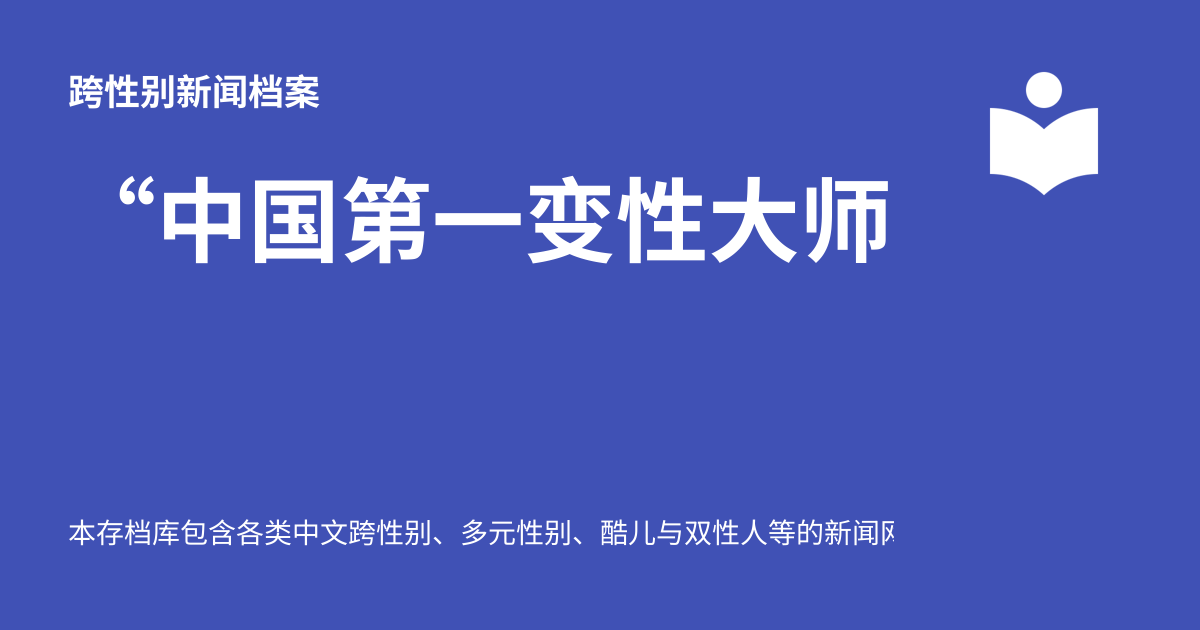 跨性别新闻档案
“中国第一变性大师
本存档库包含各类中文跨性别、多元性别、酷儿与双性人等的新闻